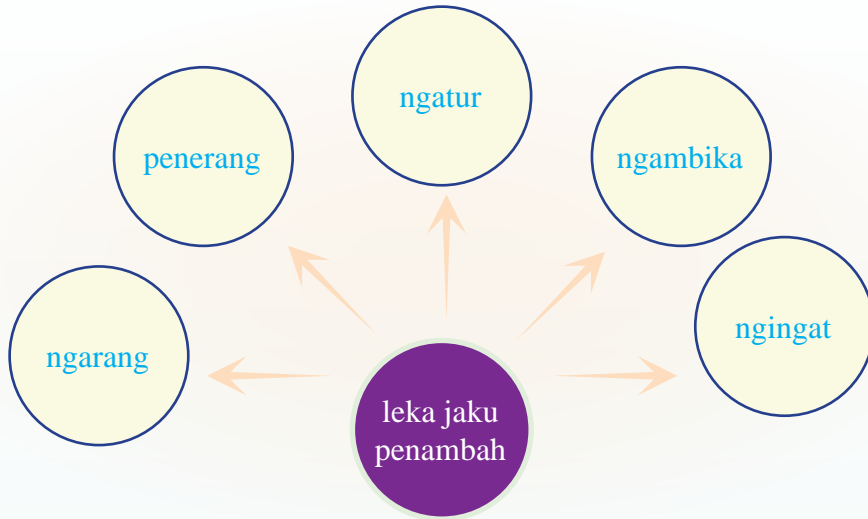 ngatur
penerang
ngambika
ngingat
ngarang
leka jaku
penambah